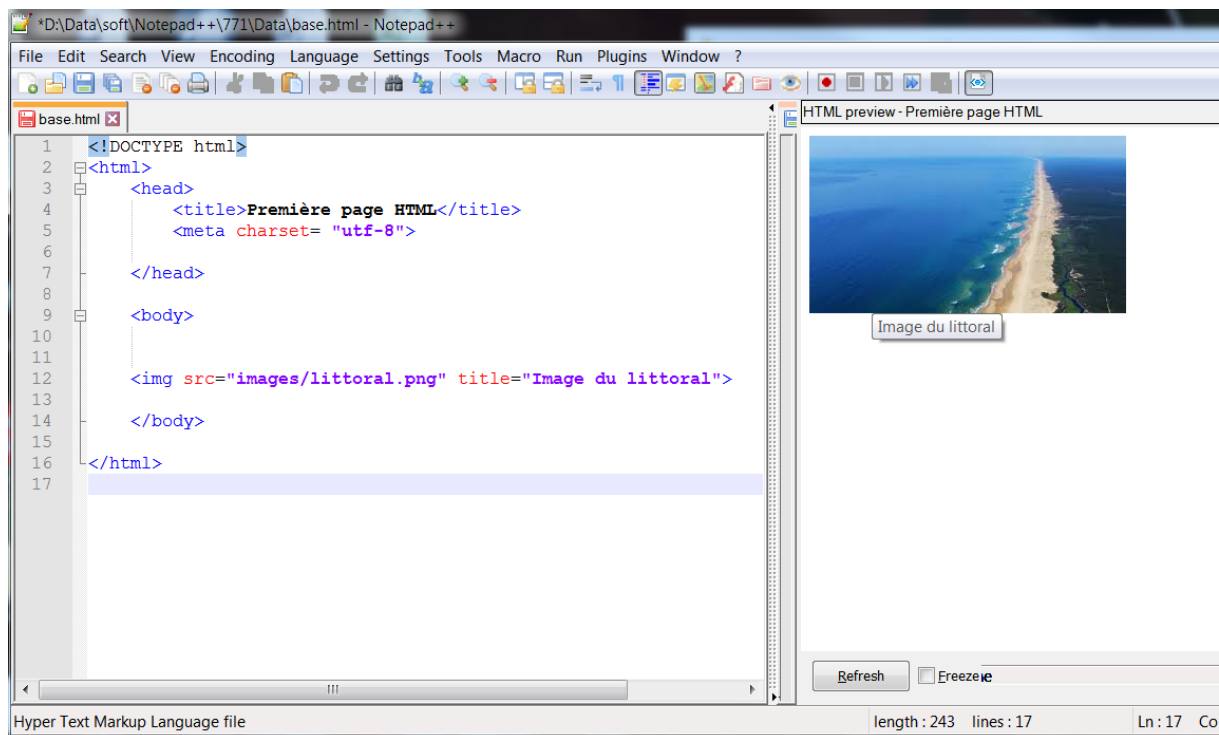 *D:\Data\soft\Notepad++\771\Data\base.html - Notepad++
File Edit Search View Encoding Language Settings Tools Macro Run Plugins Window ?
base.html
HTML preview - Première page HTML
1 <!DOCTYPE html>
2 <html>
3 <head>
4 <title>Première page HTML</title>
5 <meta charset= "utf-8">
6
7 </head>
8
9 <body>
10
11
12 <img src="images/littoral.png" title="Image du littoral">
13
14 </body>
15
16 </html>
17
Image du littoral
Refresh
Freeze
Hyper Text Markup Language file
length : 243 lines : 17
Ln : 17 Co